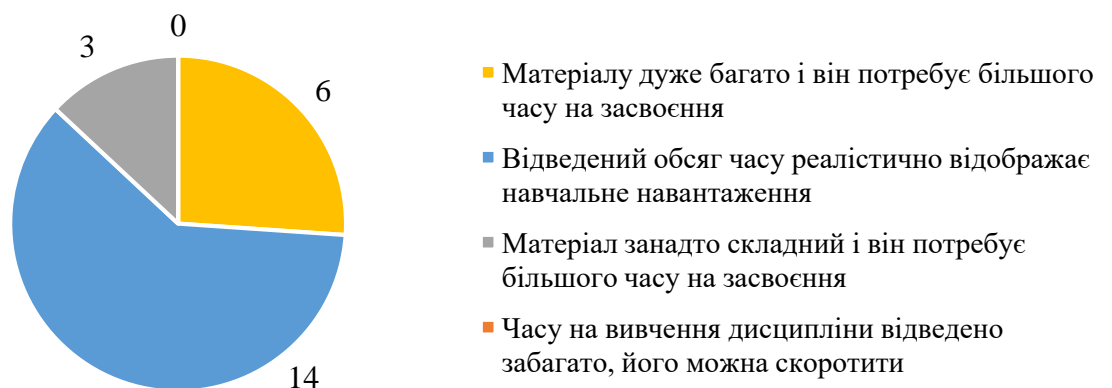 0
3
6
14
Матеріалу дуже багато і він потребує більшого
часу на засвоєння
Відведений обсяг часу реалістично відображає
навчальне навантаження
Матеріал занадто складний і він потребує
більшого часу на засвоєння
Часу на вивчення дисципліни відведено
забагато, його можна скоротити